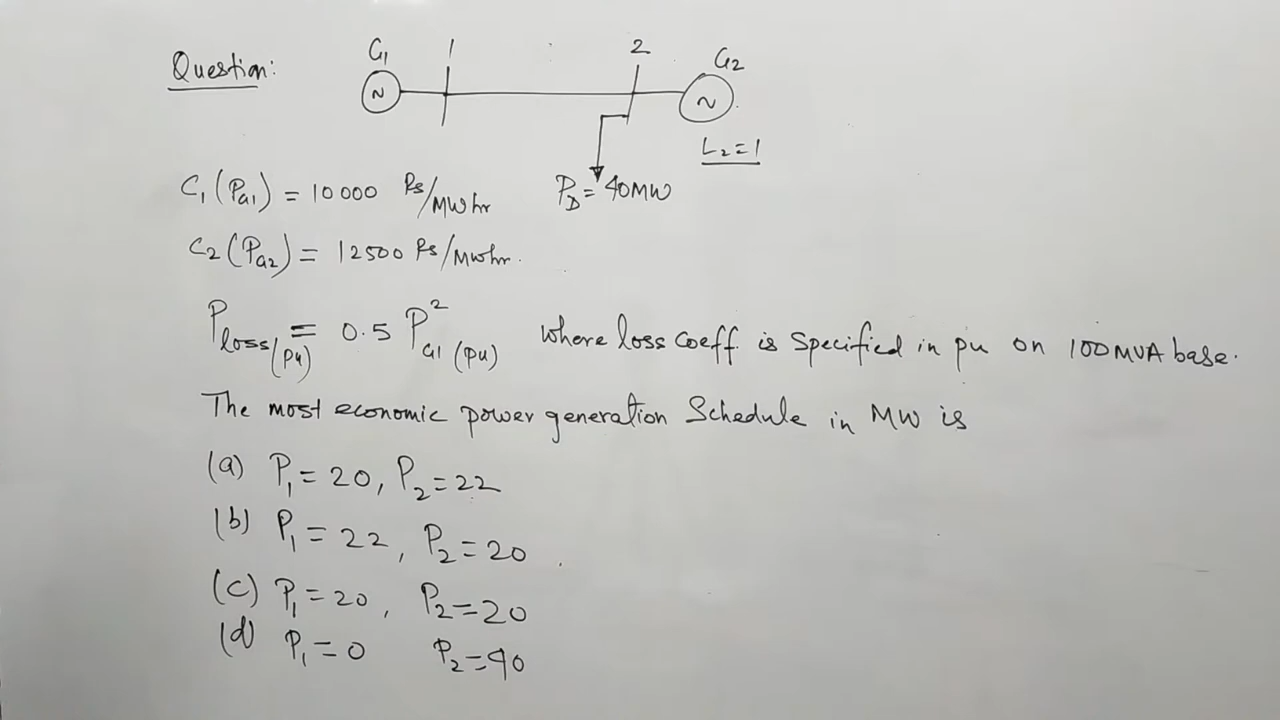 Question:
G1 1 2 G2
~ ~
L2=1
PD=40MW
C1(PG1) = 10000 Rs/MWhr
C2(PG2) = 12500 Rs/Mwhr.
Ploss(pu) = 0.5 P²G1(pu) where loss coeff. is specified in pu on 100MVA base.
The most economic power generation Schedule in MW is
(a) P1=20, P2=22
(b) P1=22, P2=20
(c) P1=20, P2=20
(d) P1=0 P2=40